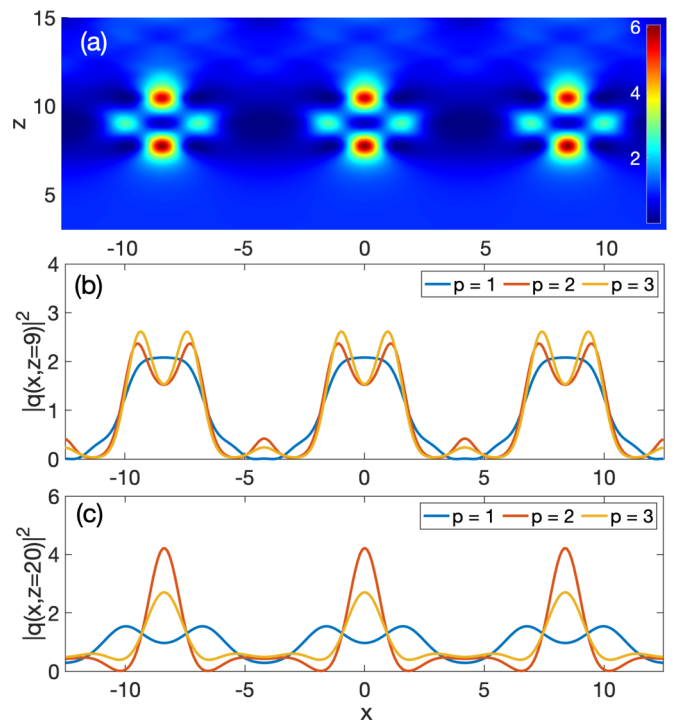 15
(a)
6
10
4
z
2
5
-10 -5 0 5 10
4
(b)
p = 1 p = 2 p = 3
3
|q(x,z=9)|²
2
1
0
-10 -5 0 5 10
6
(c)
p = 1 p = 2 p = 3
4
|q(x,z=20)|²
2
0
-10 -5 0 5 10
x